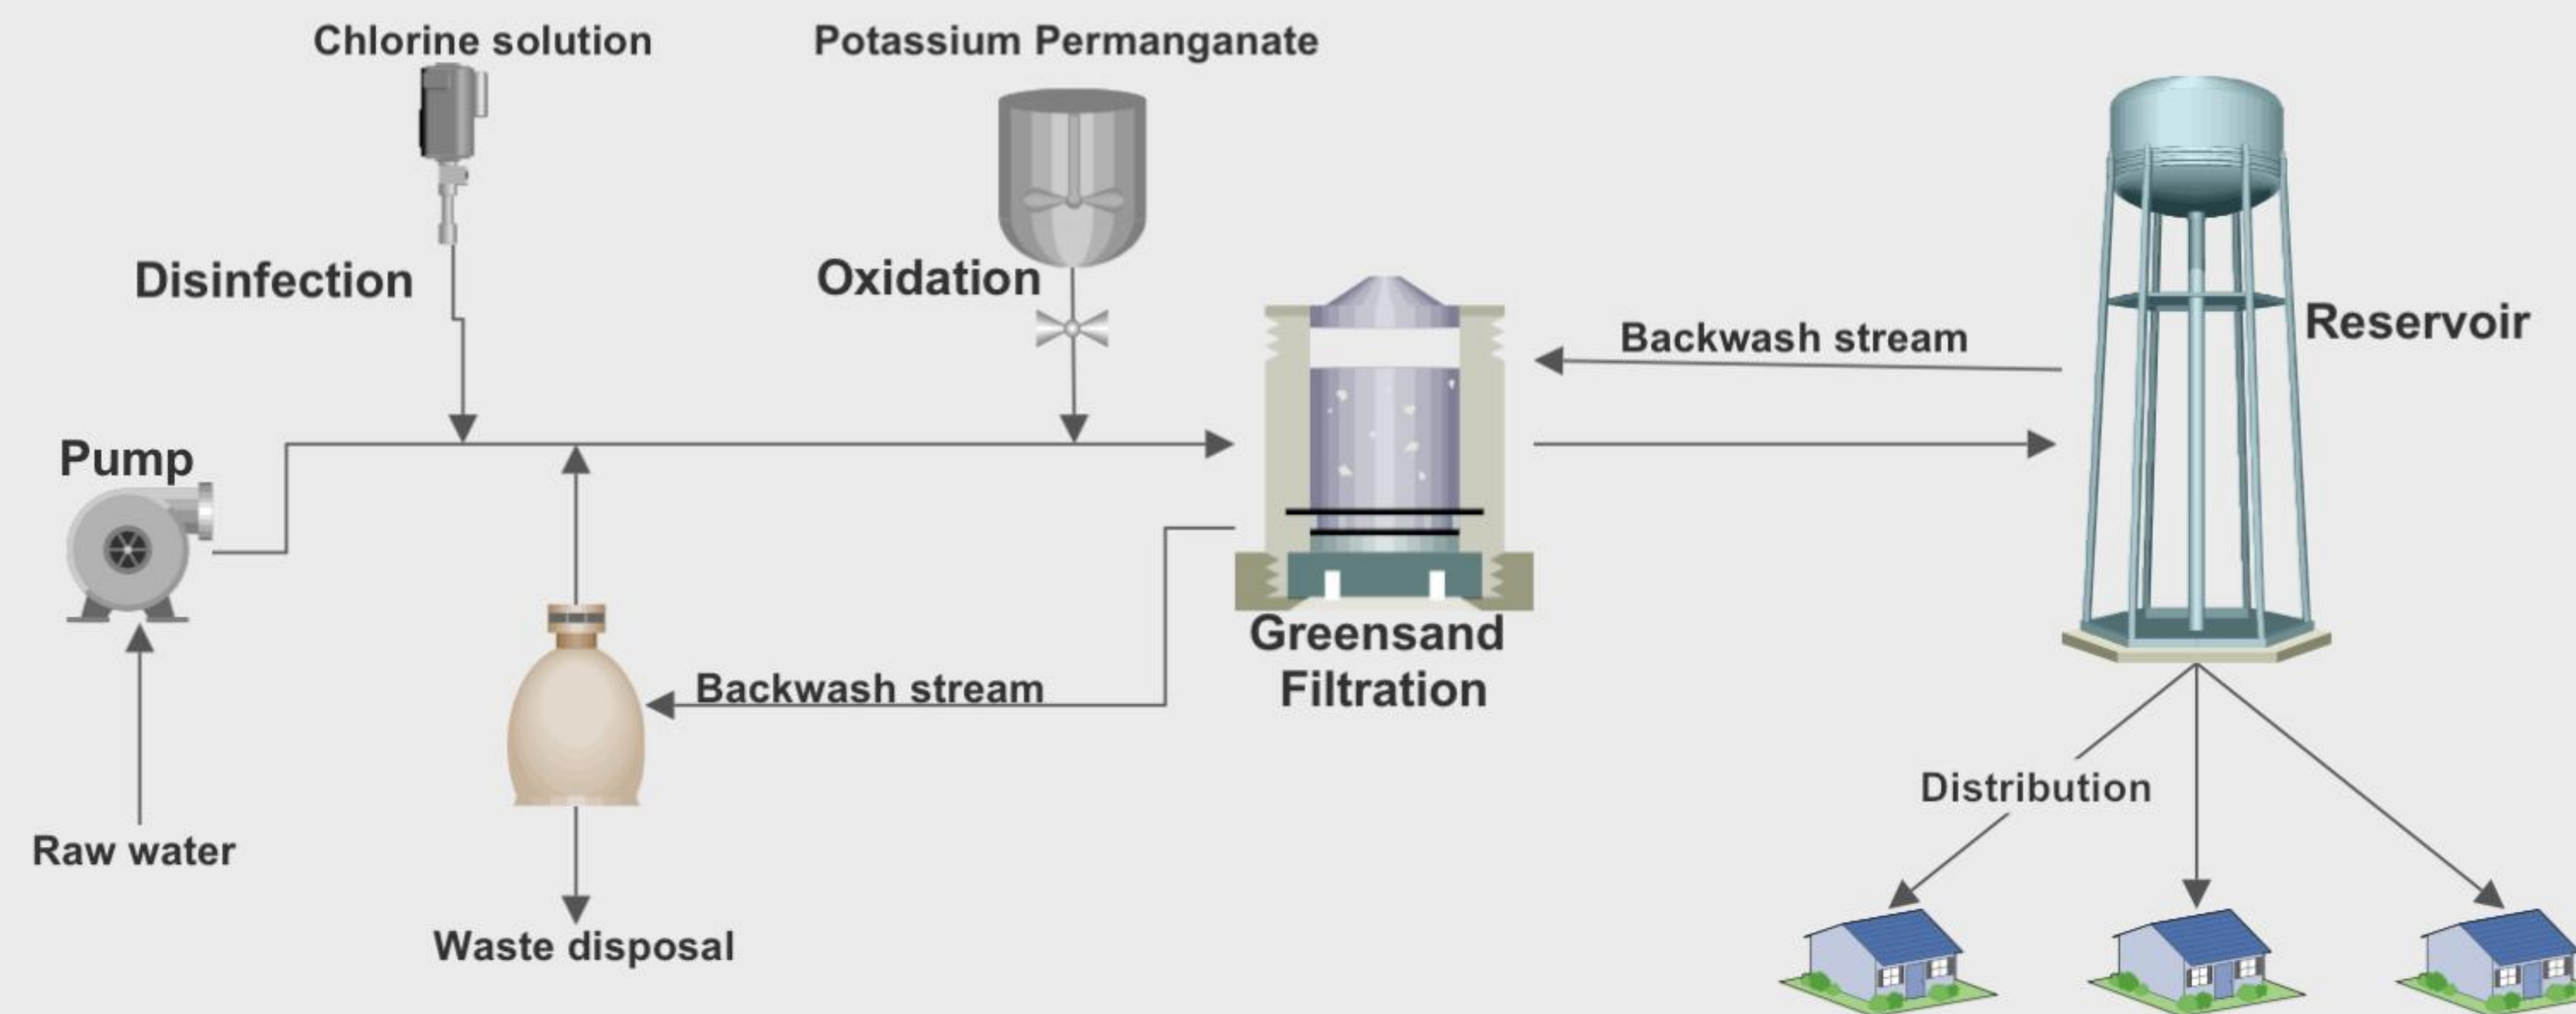 Chlorine solution
Potassium Permanganate
Disinfection
Oxidation
Reservoir
Backwash stream
Pump
Greensand
Filtration
Backwash stream
Distribution
Raw water
Waste disposal